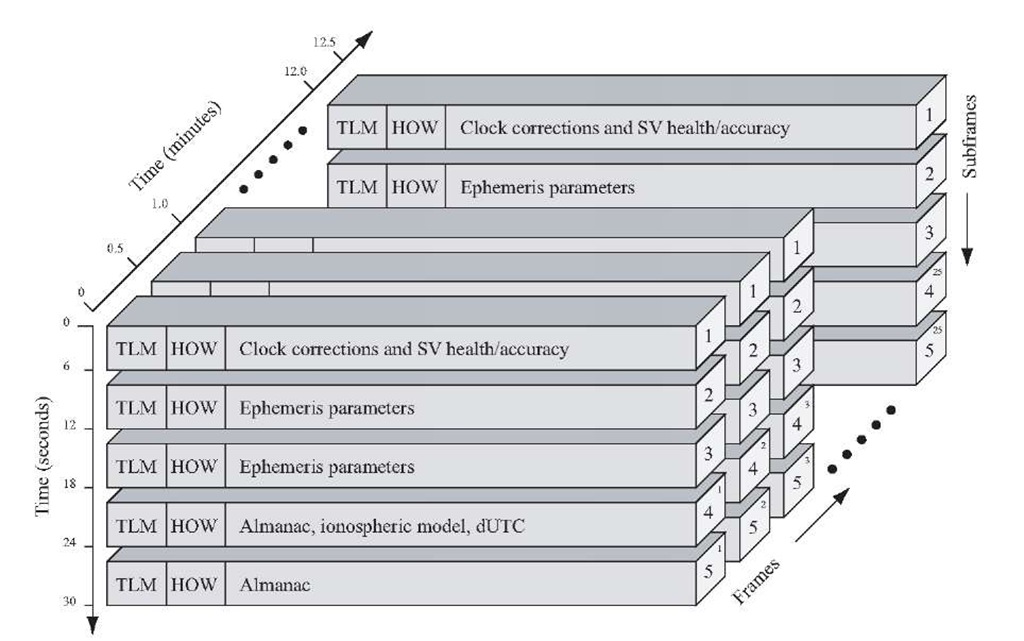 12.5
12.0
Time (minutes)
1.0
0.5
0
TLM HOW Clock corrections and SV health/accuracy 1
TLM HOW Ephemeris parameters 2
3
4 25
5 25
Subframes
1
2
3
4 3
5 3
1
2
3
4 2
5 2
0
6
12
18
24
30
Time (seconds)
TLM HOW Clock corrections and SV health/accuracy 1
TLM HOW Ephemeris parameters 2
TLM HOW Ephemeris parameters 3
TLM HOW Almanac, ionospheric model, dUTC 4 1
TLM HOW Almanac 5 1
Frames